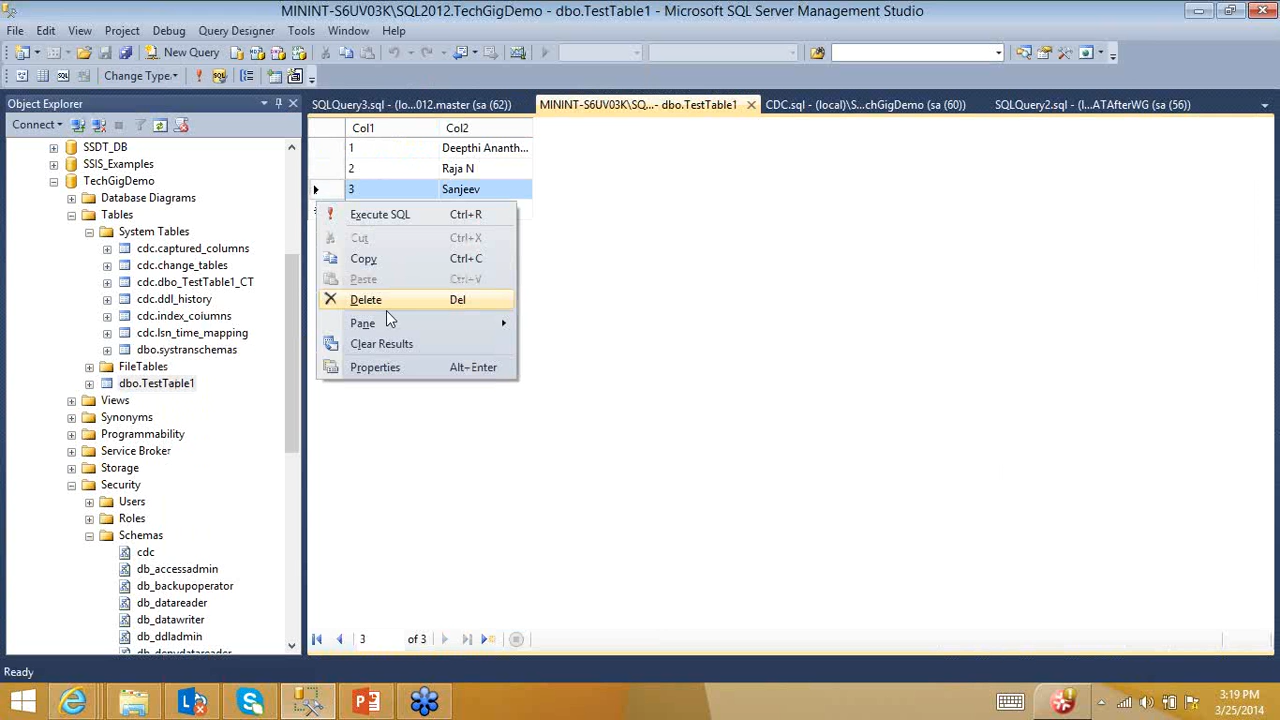 MININT-S6UV03K\SQL2012.TechGigDemo - dbo.TestTable1 - Microsoft SQL Server Management Studio
File Edit View Project Debug Query Designer Tools Window Help
New Query
Change Type
Object Explorer
SQLQuery3.sql - (lo...012.master (sa (62)) MININT-S6UV03K\SQ...- dbo.TestTable1 CDC.sql - (local)\S...chGigDemo (sa (60)) SQLQuery2.sql - (l...ATAfterWG (sa (56))
Connect
SSDT_DB
SSIS_Examples
TechGigDemo
Database Diagrams
Tables
System Tables
cdc.captured_columns
cdc.change_tables
cdc.dbo_TestTable1_CT
cdc.ddl_history
cdc.index_columns
cdc.lsn_time_mapping
dbo.systranschemas
FileTables
dbo.TestTable1
Views
Synonyms
Programmability
Service Broker
Storage
Security
Users
Roles
Schemas
cdc
db_accessadmin
db_backupoperator
db_datareader
db_datawriter
db_ddladmin
db_denydatareader
Col1 Col2
1 Deepthi Ananth...
2 Raja N
3 Sanjeev
Execute SQL Ctrl+R
Cut Ctrl+X
Copy Ctrl+C
Paste Ctrl+V
Delete Del
Pane
Clear Results
Properties Alt+Enter
3 of 3
Ready
3:19 PM
3/25/2014